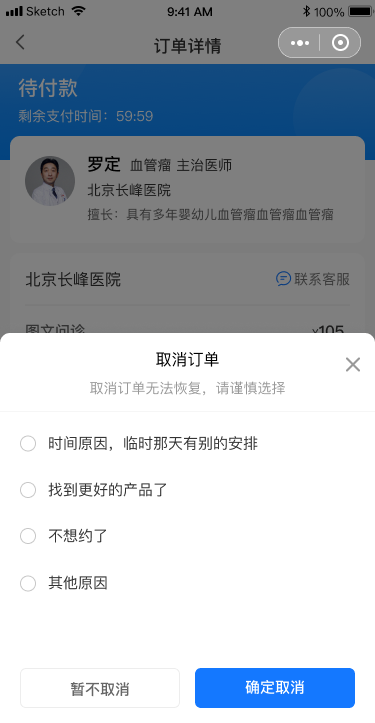 Sketch
9:41 AM
100%
订单详情
待付款
剩余支付时间：59:59
罗定 血管瘤 主治医师
北京长峰医院
擅长：具有多年婴幼儿血管瘤血管瘤血管瘤
北京长峰医院
联系客服
图文问诊
¥105
取消订单
取消订单无法恢复，请谨慎选择
时间原因，临时那天有别的安排
找到更好的产品了
不想约了
其他原因
暂不取消
确定取消